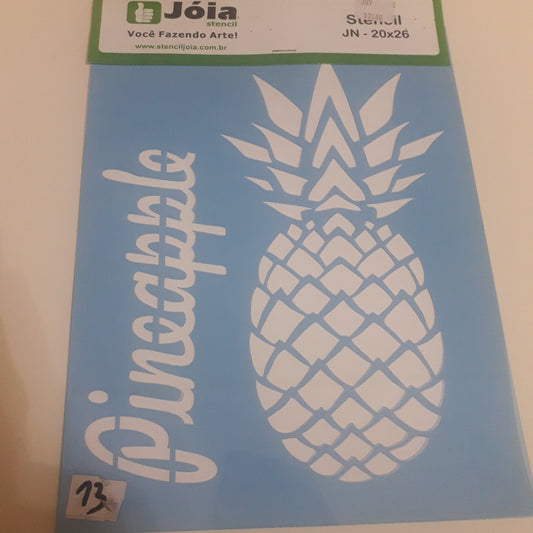 Jóia
stencil
Você Fazendo Arte!
www.stenciljoia.com.br
Stencil
JN - 20x26
Pineapple
13